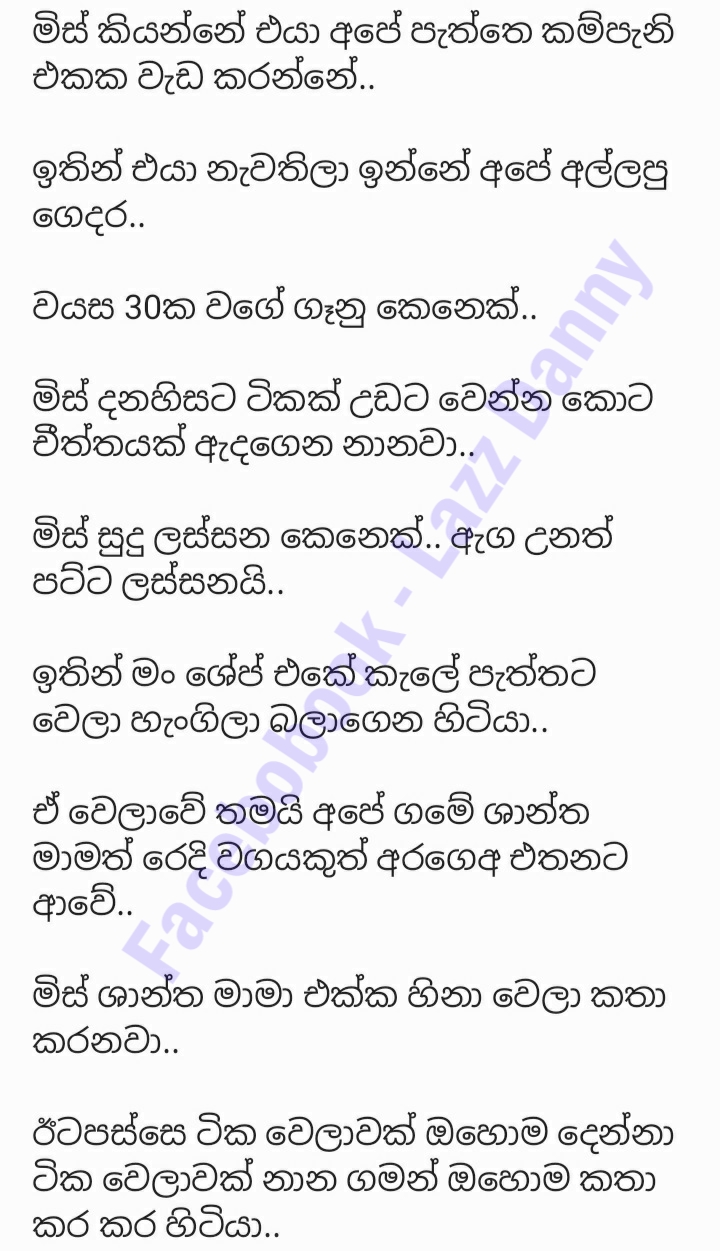 මිස් කියන්නේ එයා අපේ පැත්තෙ කම්පැනි
එකක වැඩ කරන්නේ..
ඉතින් එයා නැවතිලා ඉන්නේ අපේ අල්ලපු
ගෙදර..
වයස 30ක වගේ ගෑනු කෙනෙක්..
මිස් දනහිසට ටිකක් උඩට වෙන්න කොට
චීත්තයක් ඇදගෙන නානවා..
මිස් සුදු ලස්සන කෙනෙක්.. ඇග උනත්
පට්ට ලස්සනයි..
ඉතින් මං ශේප් එකේ කැලේ පැත්තට
වෙලා හැංගිලා බලාගෙන හිටියා..
ඒ වෙලාවේ තමයි අපේ ගමේ ශාන්ත
මාමත් රෙදි වගයකුත් අරගෙඅ එතනට
ආවේ..
මිස් ශාන්ත මාමා එක්ක හිනා වෙලා කතා
කරනවා..
ඊටපස්සෙ ටික වෙලාවක් ඔහොම දෙන්නා
ටික වෙලාවක් නාන ගමන් ඔහොම කතා
කර කර හිටියා..
Facebobook - Lazz Danny